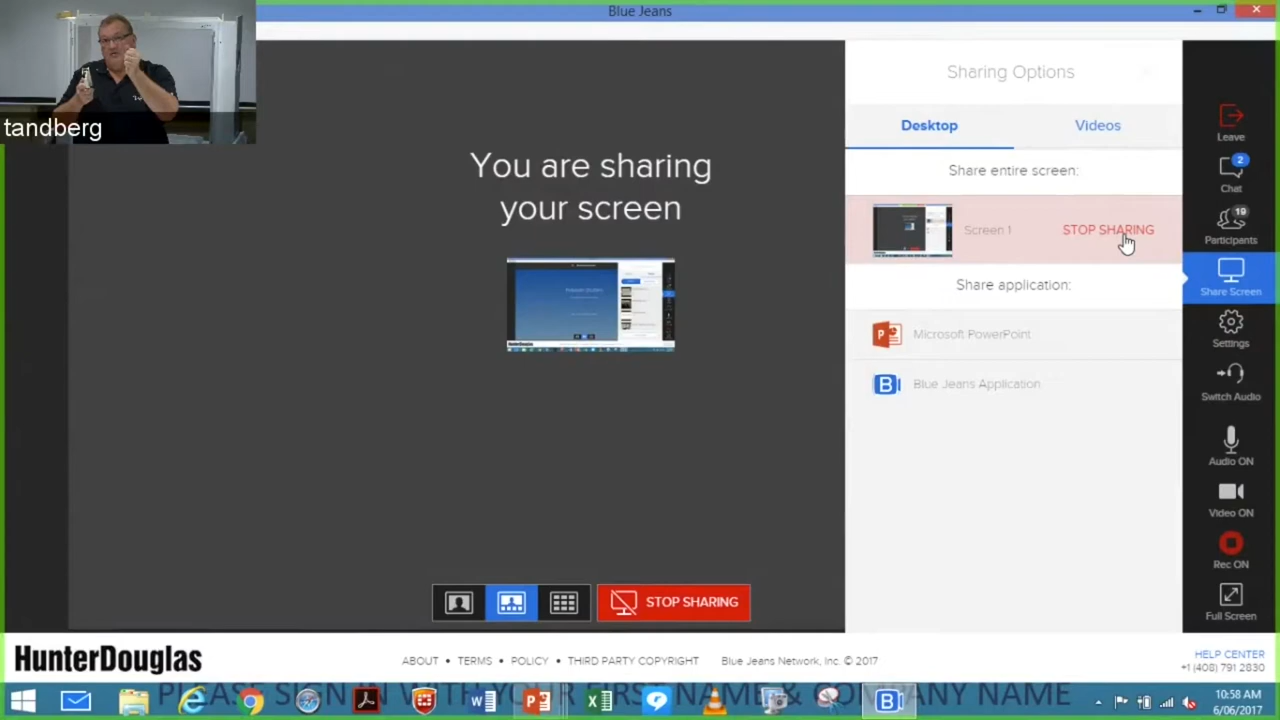 Blue Jeans
tandberg
You are sharing
your screen
STOP SHARING
Sharing Options
Desktop
Videos
Share entire screen:
Screen 1
STOP SHARING
Share application:
Microsoft PowerPoint
Blue Jeans Application
Leave
2
Chat
19
Participants
Share Screen
Settings
Switch Audio
Audio ON
Video ON
Rec ON
Full Screen
HunterDouglas
ABOUT • TERMS • POLICY • THIRD PARTY COPYRIGHT Blue Jeans Network, Inc. © 2017
HELP CENTER
+1 (408) 791 2830
PLEASE SIGN IN WITH YOUR FIRST NAME & COMPANY NAME
10:58 AM
6/06/2017